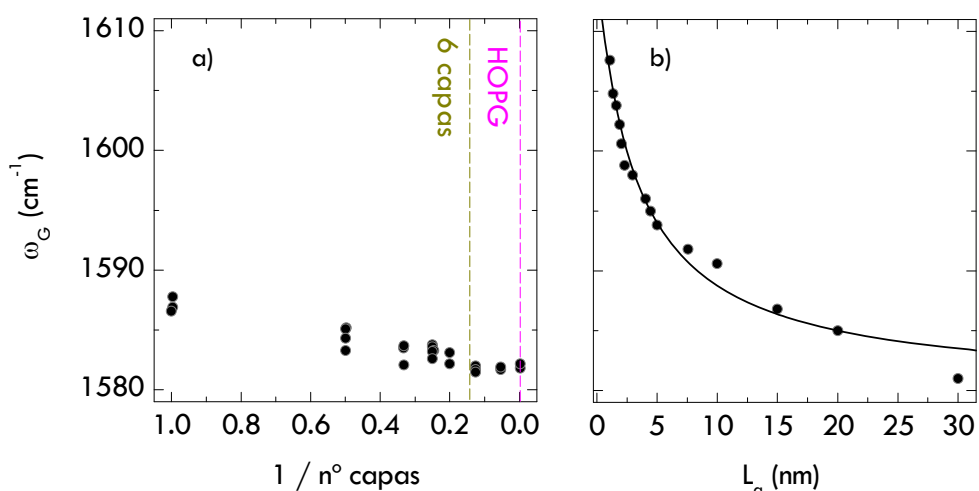 1610
1600
1590
1580
ω_G (cm⁻¹)
a)
6 capas
HOPG
1.0 0.8 0.6 0.4 0.2 0.0
1 / nº capas
b)
0 5 10 15 20 25 30
L_a (nm)